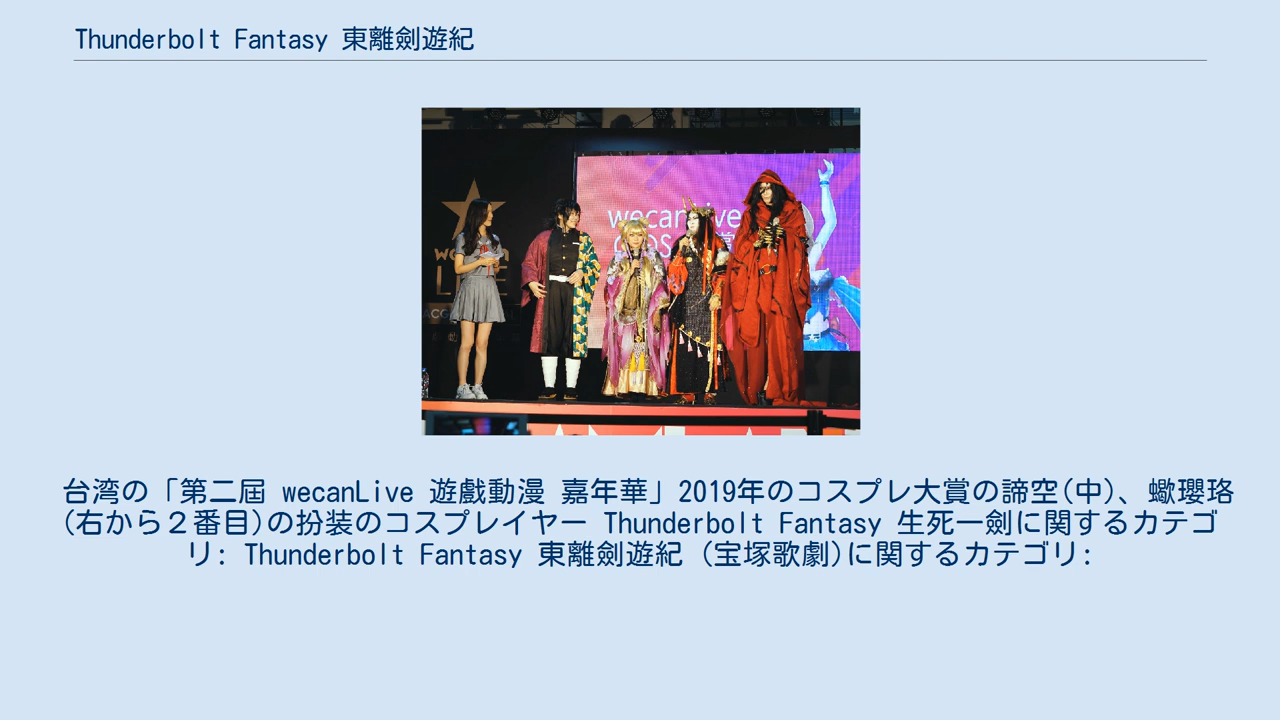 Thunderbolt Fantasy 東離劍遊紀
wecanLive
台湾の「第二屆 wecanLive 遊戲動漫 嘉年華」2019年のコスプレ大賞の諦空(中)、蠍瓔珞
(右から２番目)の扮装のコスプレイヤー Thunderbolt Fantasy 生死一劍に関するカテゴ
リ: Thunderbolt Fantasy 東離劍遊紀 (宝塚歌劇)に関するカテゴリ: